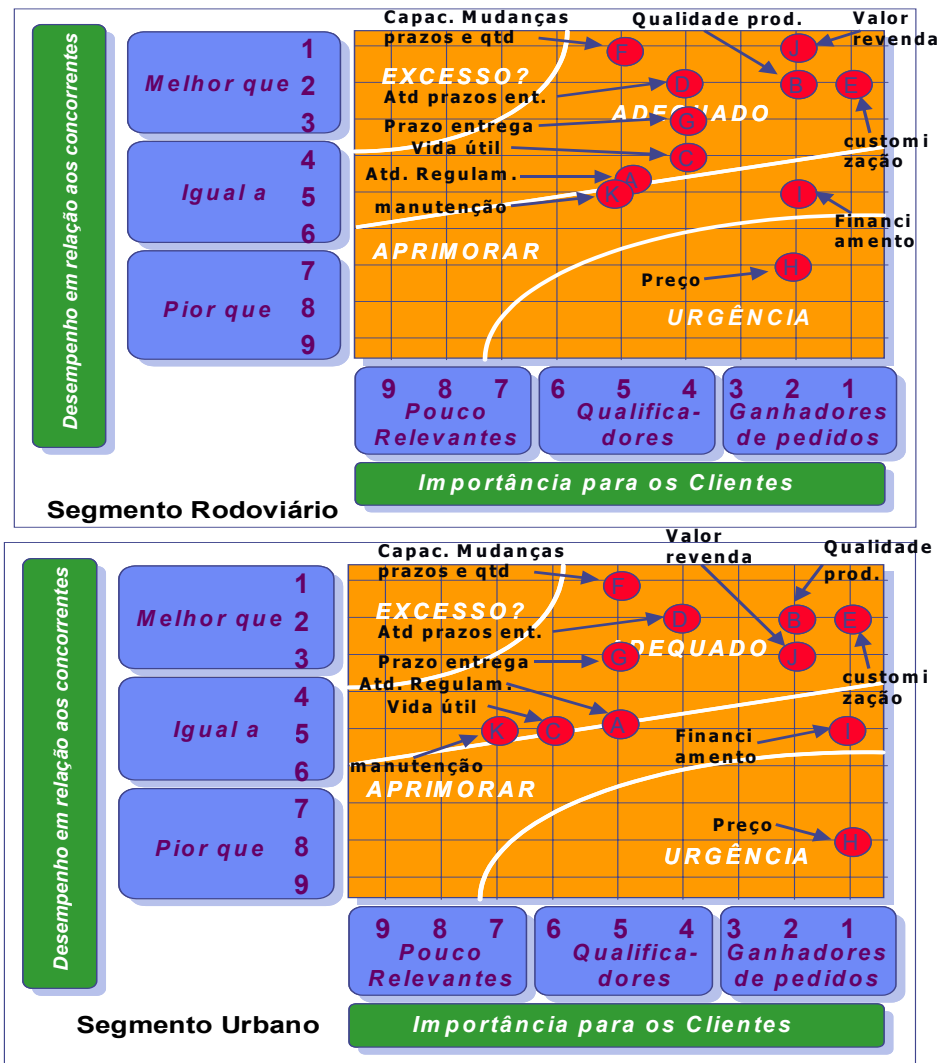 Capac. Mudanças
prazos e qtd
Qualidade prod.
Valor
revenda
Desempenho em relação aos concorrentes
1
Melhor que 2
3
4
Igual a 5
6
7
Pior que 8
9
F
J
EXCESSO?
D
B
E
Atd prazos ent.
ADEQUADO
Prazo entrega
G
Vida útil
C
customi
zação
Atd. Regulam.
A
manutenção
K
I
Financi
amento
APRIMORAR
Preço
H
URGÊNCIA
9 8 7 6 5 4 3 2 1
Pouco
Relevantes
Qualifica-
dores
Ganhadores
de pedidos
Importância para os Clientes
Segmento Rodoviário
Capac. Mudanças
prazos e qtd
Valor
revenda
Qualidade
prod.
Desempenho em relação aos concorrentes
1
Melhor que 2
3
4
Igual a 5
6
7
Pior que 8
9
F
EXCESSO?
D
B
E
Atd prazos ent.
ADEQUADO
Prazo entrega
G
J
Atd. Regulam.
customi
zação
Vida útil
K
C
A
I
Financi
amento
manutenção
APRIMORAR
Preço
H
URGÊNCIA
9 8 7 6 5 4 3 2 1
Pouco
Relevantes
Qualifica-
dores
Ganhadores
de pedidos
Importância para os Clientes
Segmento Urbano